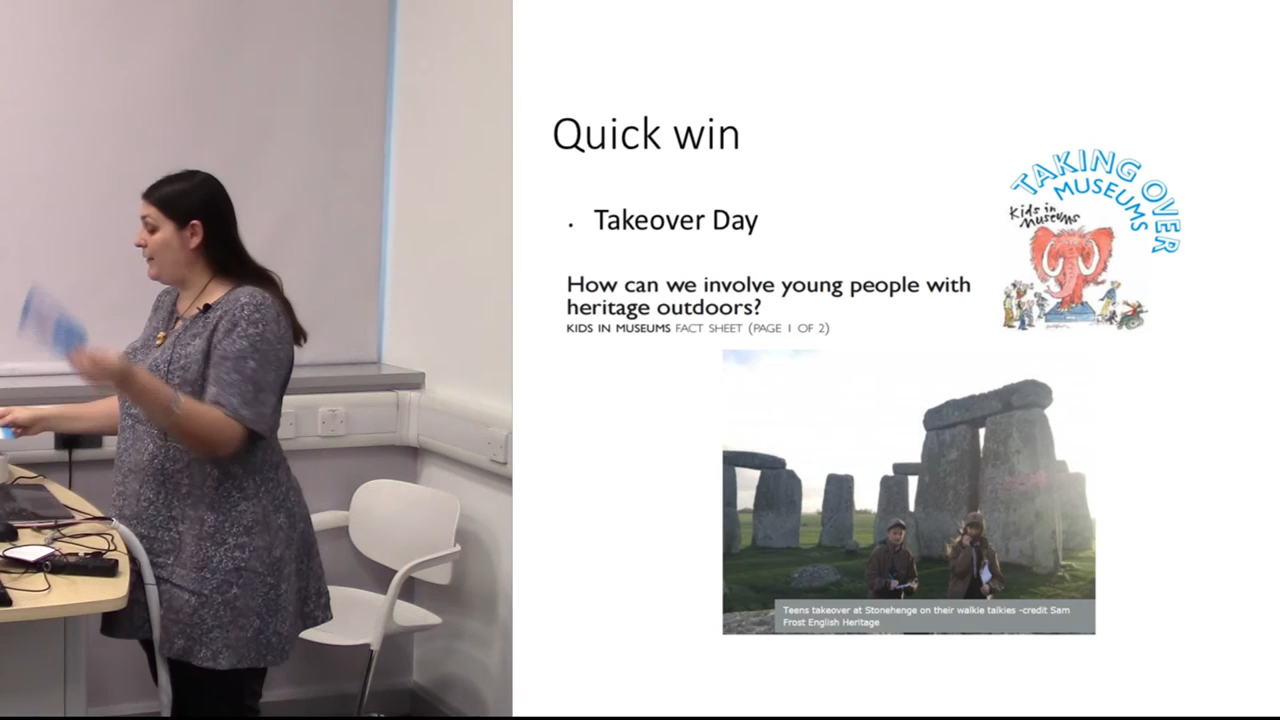 Quick win
TAKING OVER
MUSEUMS
Kids in
Museums
• Takeover Day
How can we involve young people with
heritage outdoors?
KIDS IN MUSEUMS FACT SHEET (PAGE 1 OF 2)
Teens takeover at Stonehenge on their walkie talkies -credit Sam
Frost English Heritage